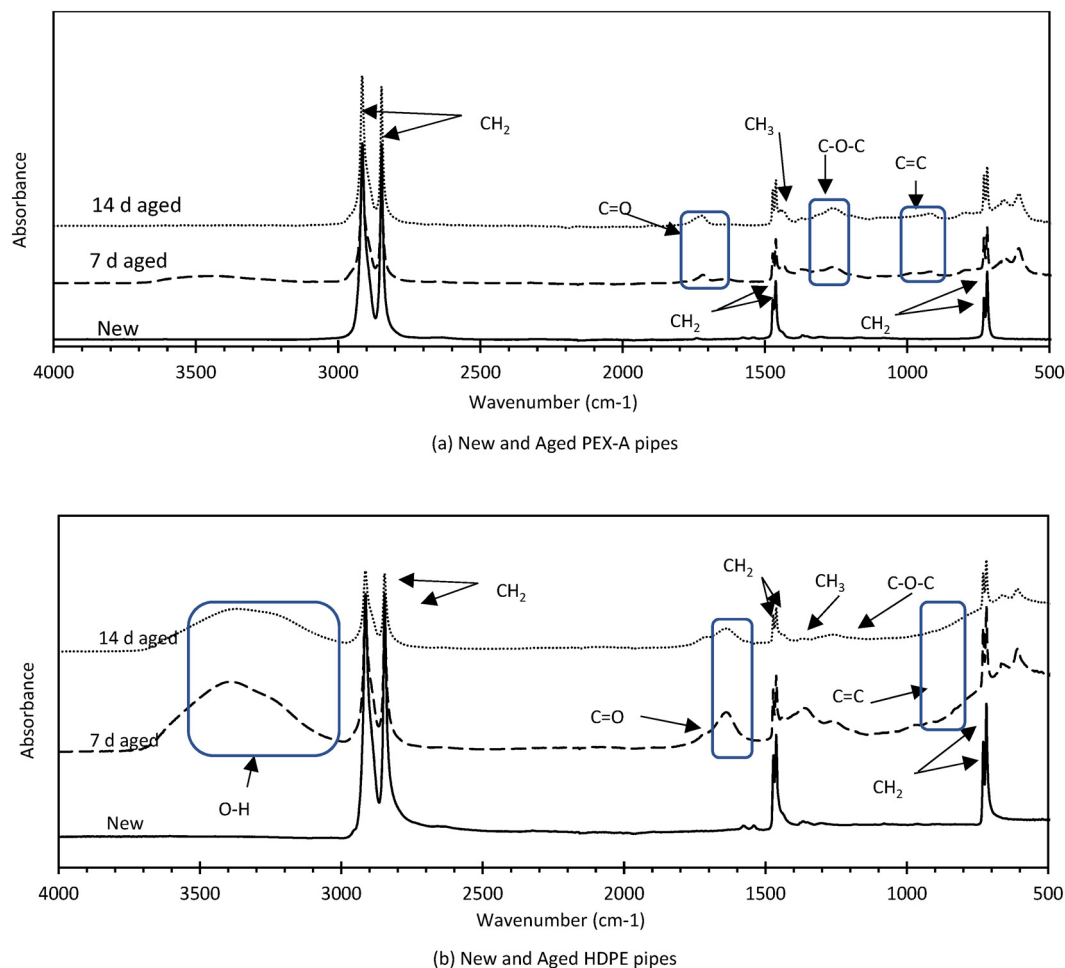 CH₂
CH₃
C-O-C
C=C
14 d aged
C=O
7 d aged
CH₂
CH₂
New
Absorbance
4000 3500 3000 2500 2000 1500 1000 500
Wavenumber (cm-1)
(a) New and Aged PEX-A pipes
CH₂
CH₂
CH₃
C-O-C
14 d aged
C=C
C=O
7 d aged
CH₂
O-H
New
Absorbance
4000 3500 3000 2500 2000 1500 1000 500
Wavenumber (cm-1)
(b) New and Aged HDPE pipes